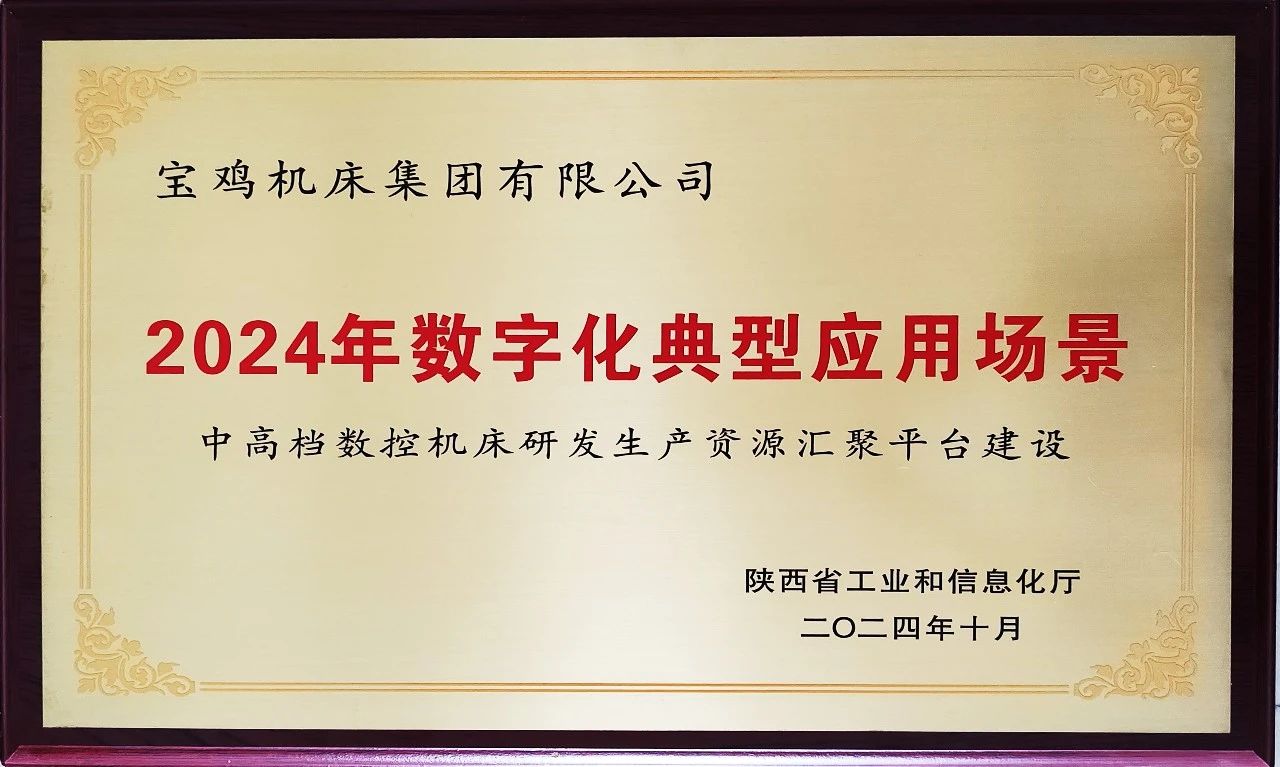 宝鸡机床集团有限公司
2024年数字化典型应用场景
中高档数控机床研发生产资源汇聚平台建设
陕西省工业和信息化厅
二〇二四年十月